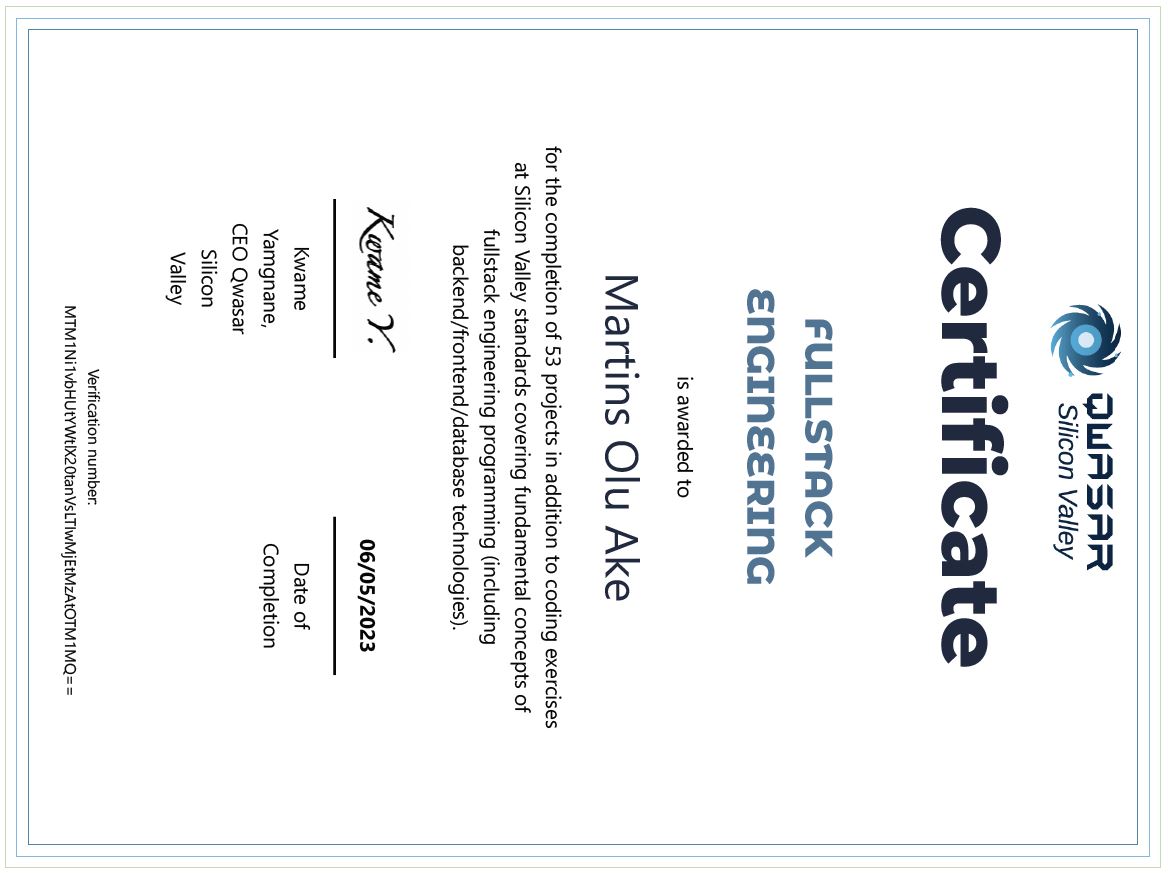 QWASAR
Silicon Valley
Certificate
FULLSTACK
ENGINEERING
is awarded to
Martins Olu Ake
for the completion of 53 projects in addition to coding exercises
at Silicon Valley standards covering fundamental concepts of
fullstack engineering programming (including
backend/frontend/database technologies).
Kwame Y.
06/05/2023
Kwame
Yamgnane,
CEO Qwasar
Silicon
Valley
Date of
Completion
Verification number:
MTM1Ni1vbHUtYWtlX20tanVsLTIwMjEtMzAtOTM1MQ==